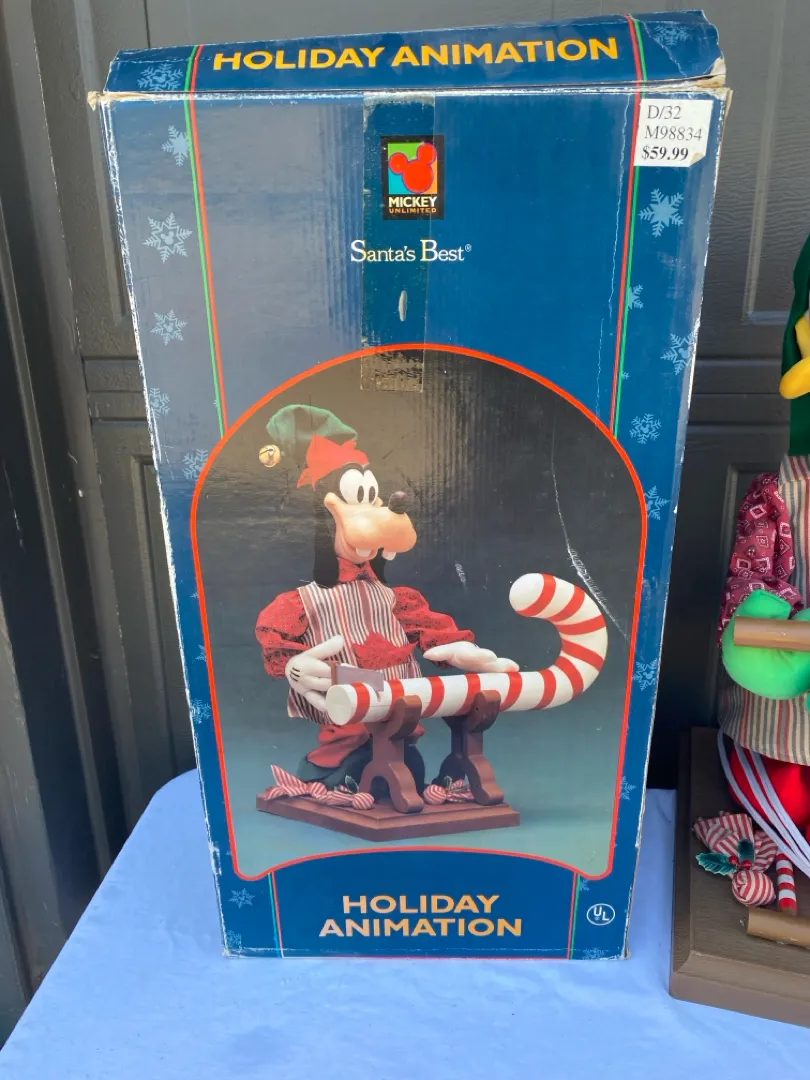 HOLIDAY ANIMATION
D/32
M98834
$59.99
MICKEY
UNLIMITED
Santa's Best®
HOLIDAY
ANIMATION
UL